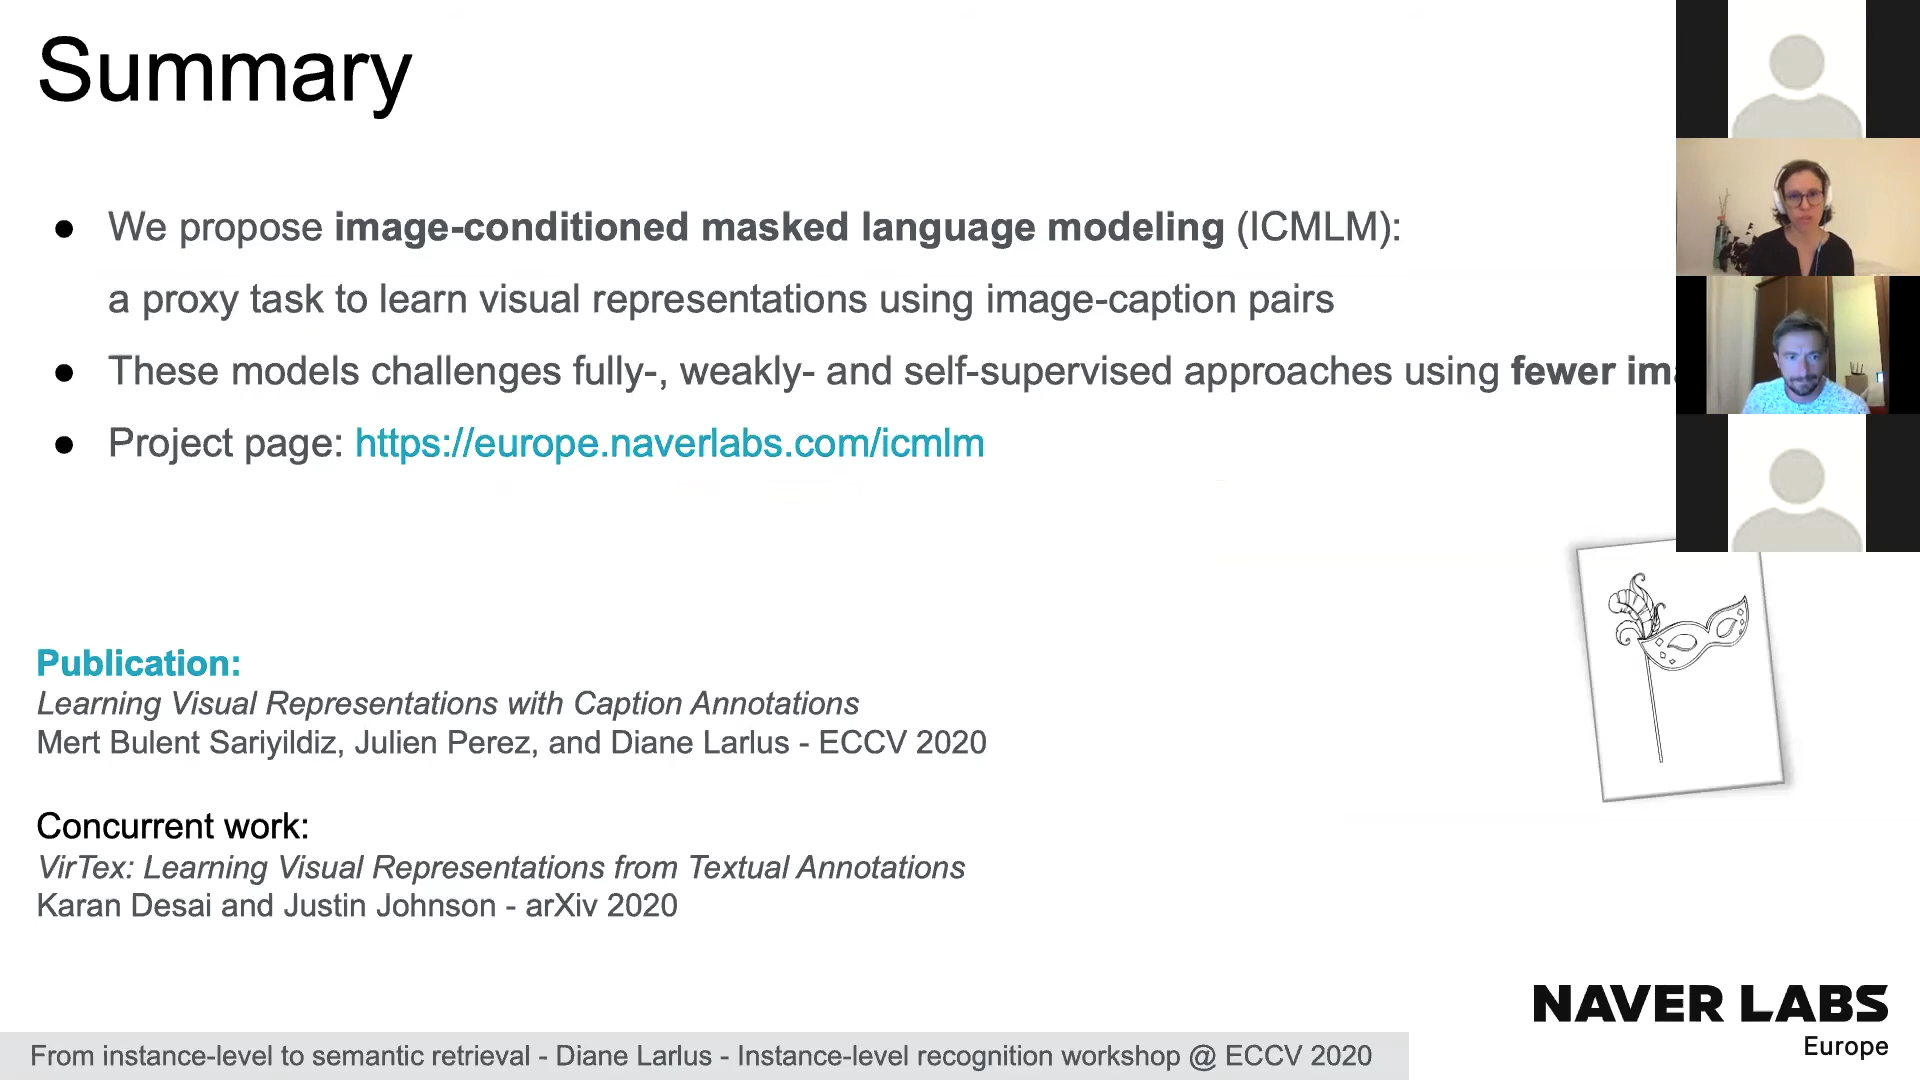 Summary
● We propose image-conditioned masked language modeling (ICMLM):
a proxy task to learn visual representations using image-caption pairs
● These models challenges fully-, weakly- and self-supervised approaches using fewer
● Project page: https://europe.naverlabs.com/icmlm
Publication:
Learning Visual Representations with Caption Annotations
Mert Bulent Sariyildiz, Julien Perez, and Diane Larlus - ECCV 2020
Concurrent work:
VirTex: Learning Visual Representations from Textual Annotations
Karan Desai and Justin Johnson - arXiv 2020
NAVER LABS
Europe
From instance-level to semantic retrieval - Diane Larlus - Instance-level recognition workshop @ ECCV 2020